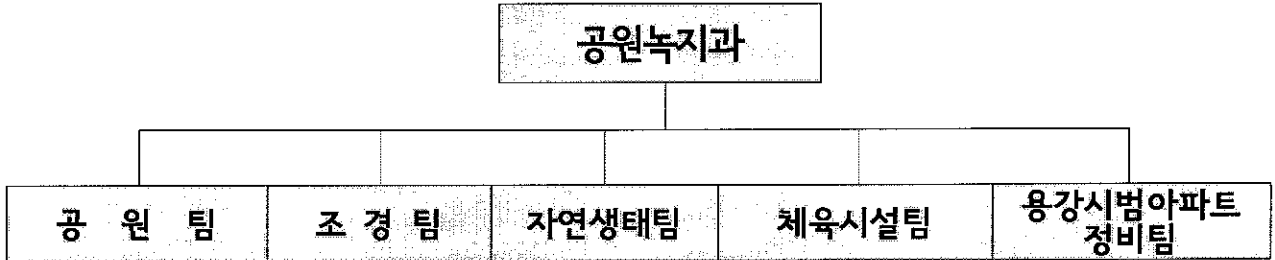 공원녹지과
공 원 팀
조 경 팀
자연생태팀
체육시설팀
용강시범아파트
정비팀